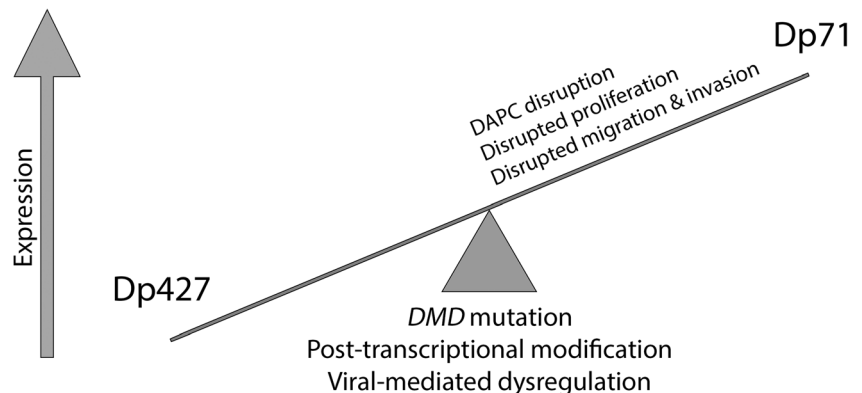 Dp71
DAPC disruption
Disrupted proliferation
Disrupted migration & invasion
Expression
Dp427
DMD mutation
Post-transcriptional modification
Viral-mediated dysregulation